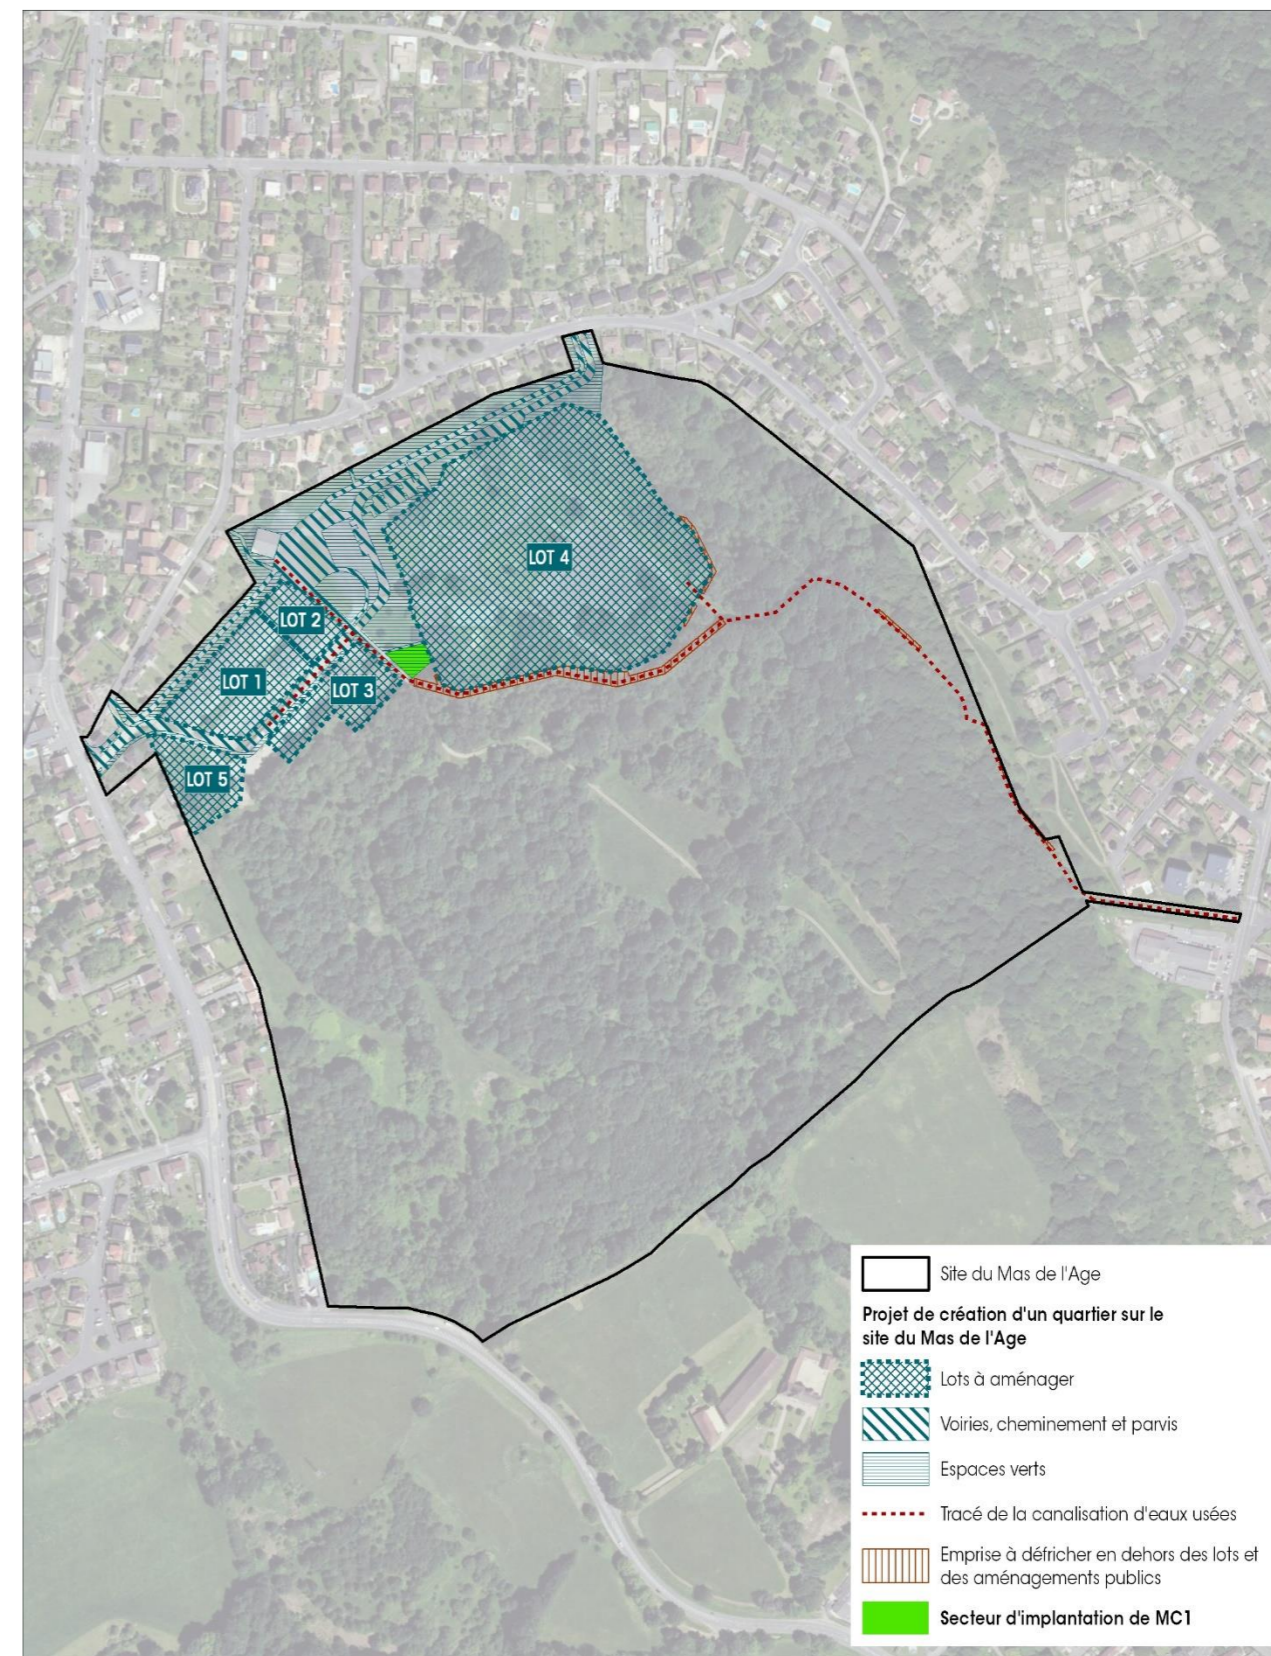 LOT 4
LOT 2
LOT 1
LOT 3
LOT 5
Site du Mas de l'Age
Projet de création d'un quartier sur le
site du Mas de l'Age
Lots à aménager
Voiries, cheminement et parvis
Espaces verts
Tracé de la canalisation d'eaux usées
Emprise à défricher en dehors des lots et
des aménagements publics
Secteur d'implantation de MC1